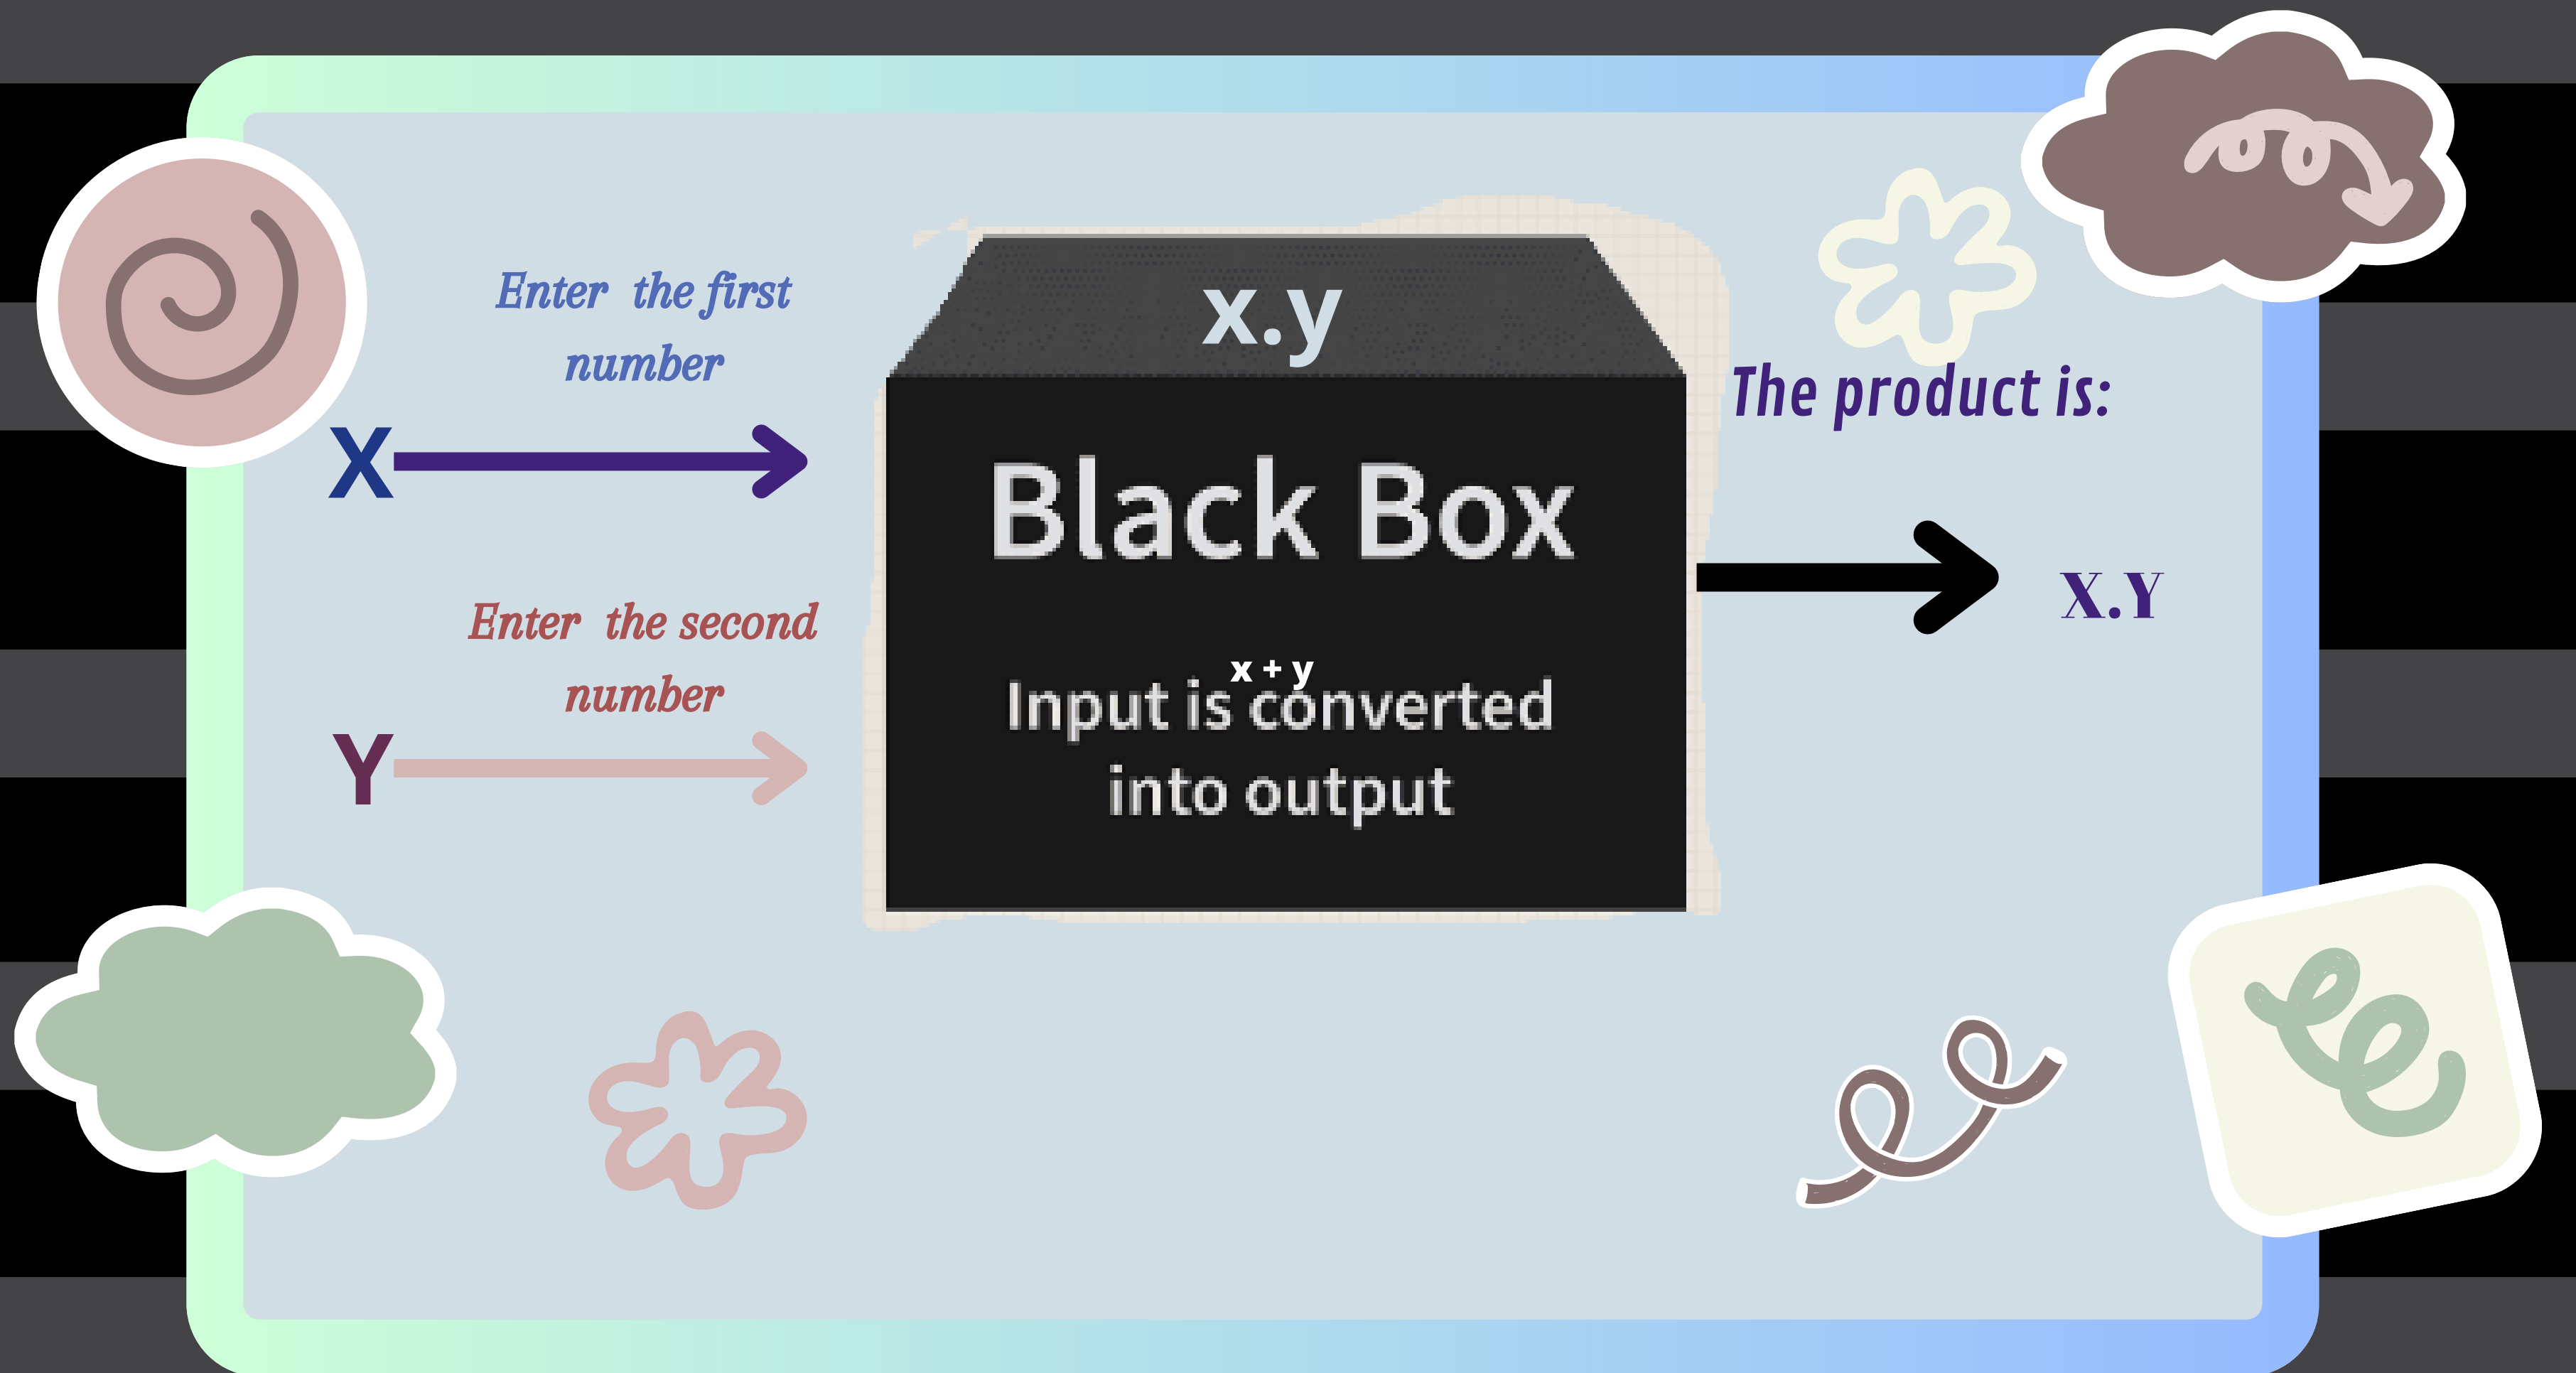 Enter the first
number
X
Enter the second
number
Y
x.y
Black Box
x + y
Input is converted
into output
The product is:
X.Y